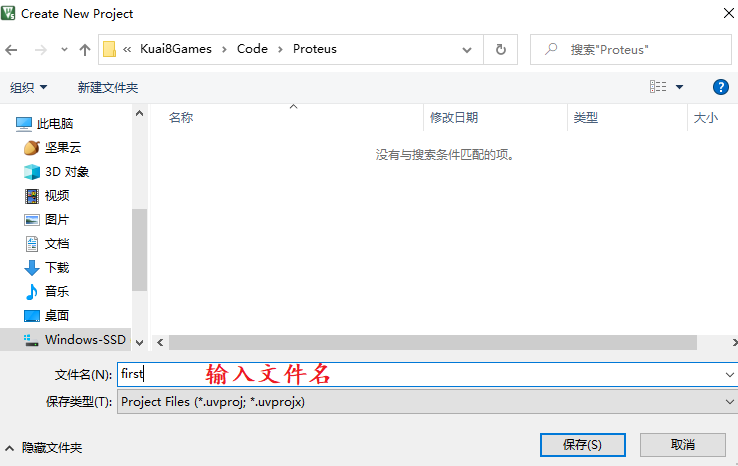 Create New Project
« Kuai8Games > Code > Proteus
搜索"Proteus"
组织
新建文件夹
名称
修改日期
类型
大小
没有与搜索条件匹配的项。
此电脑
坚果云
3D 对象
视频
图片
文档
下载
音乐
桌面
Windows-SSD
文件名(N):
first
输入文件名
保存类型(T):
Project Files (*.uvproj; *.uvprojx)
隐藏文件夹
保存(S)
取消